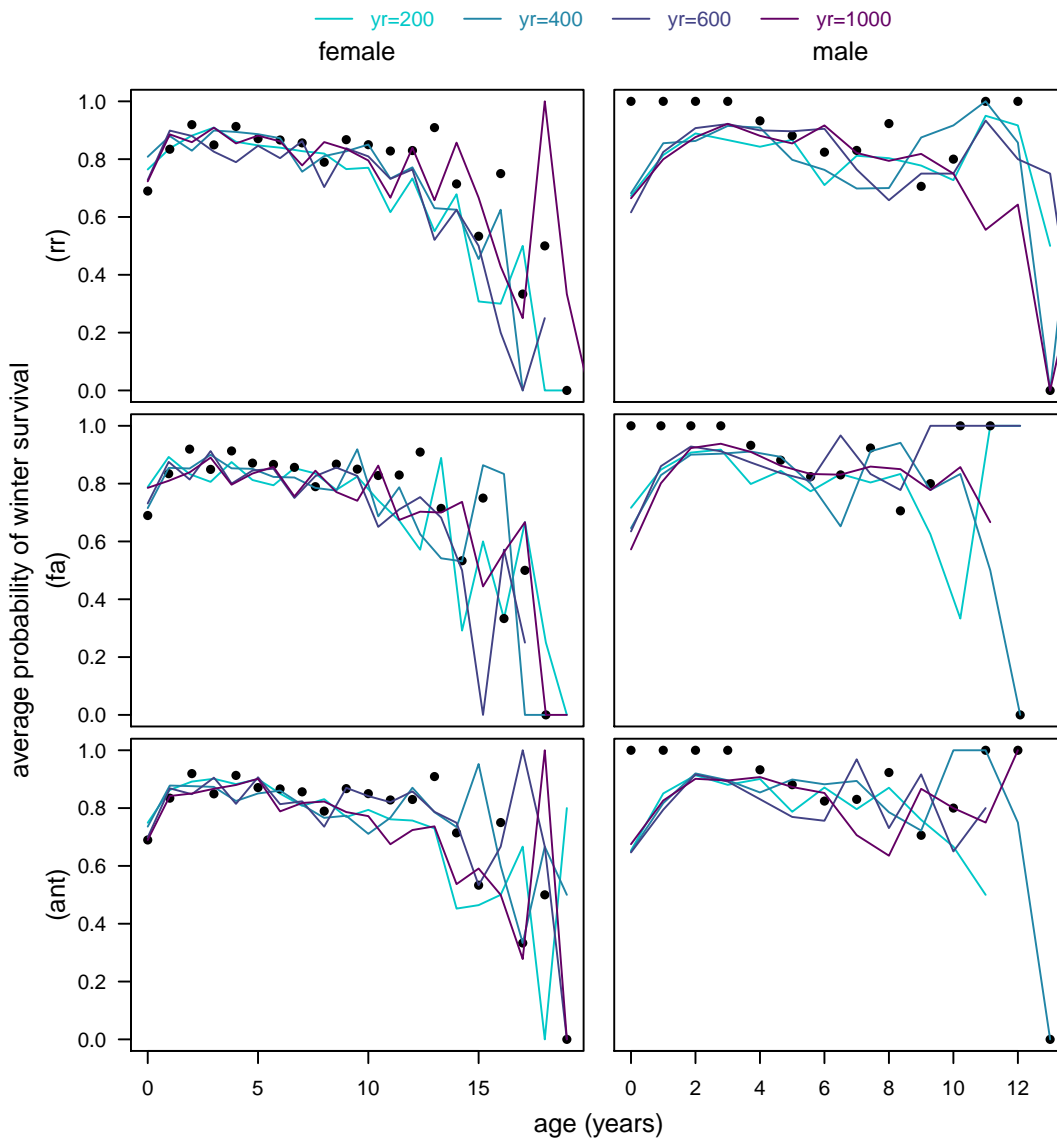 yr=200 yr=400 yr=600 yr=1000
female male
1.0
0.8
0.6
0.4
0.2
0.0
(rr)
1.0
0.8
0.6
0.4
0.2
0.0
(fa)
average probability of winter survival
1.0
0.8
0.6
0.4
0.2
0.0
(ant)
0 5 10 15 0 2 4 6 8 10 12
age (years)